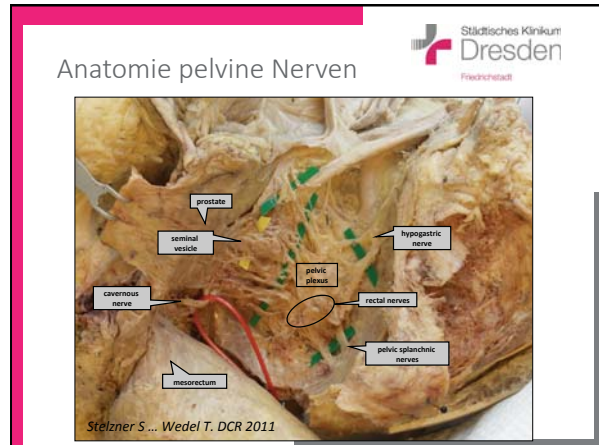 Städtisches Klinikum
Dresden
Friedrichstadt
Anatomie pelvine Nerven
prostate
seminal
vesicle
hypogastric
nerve
pelvic
plexus
cavernous
nerve
rectal nerves
pelvic splanchnic
nerves
mesorectum
Stelzner S ... Wedel T. DCR 2011